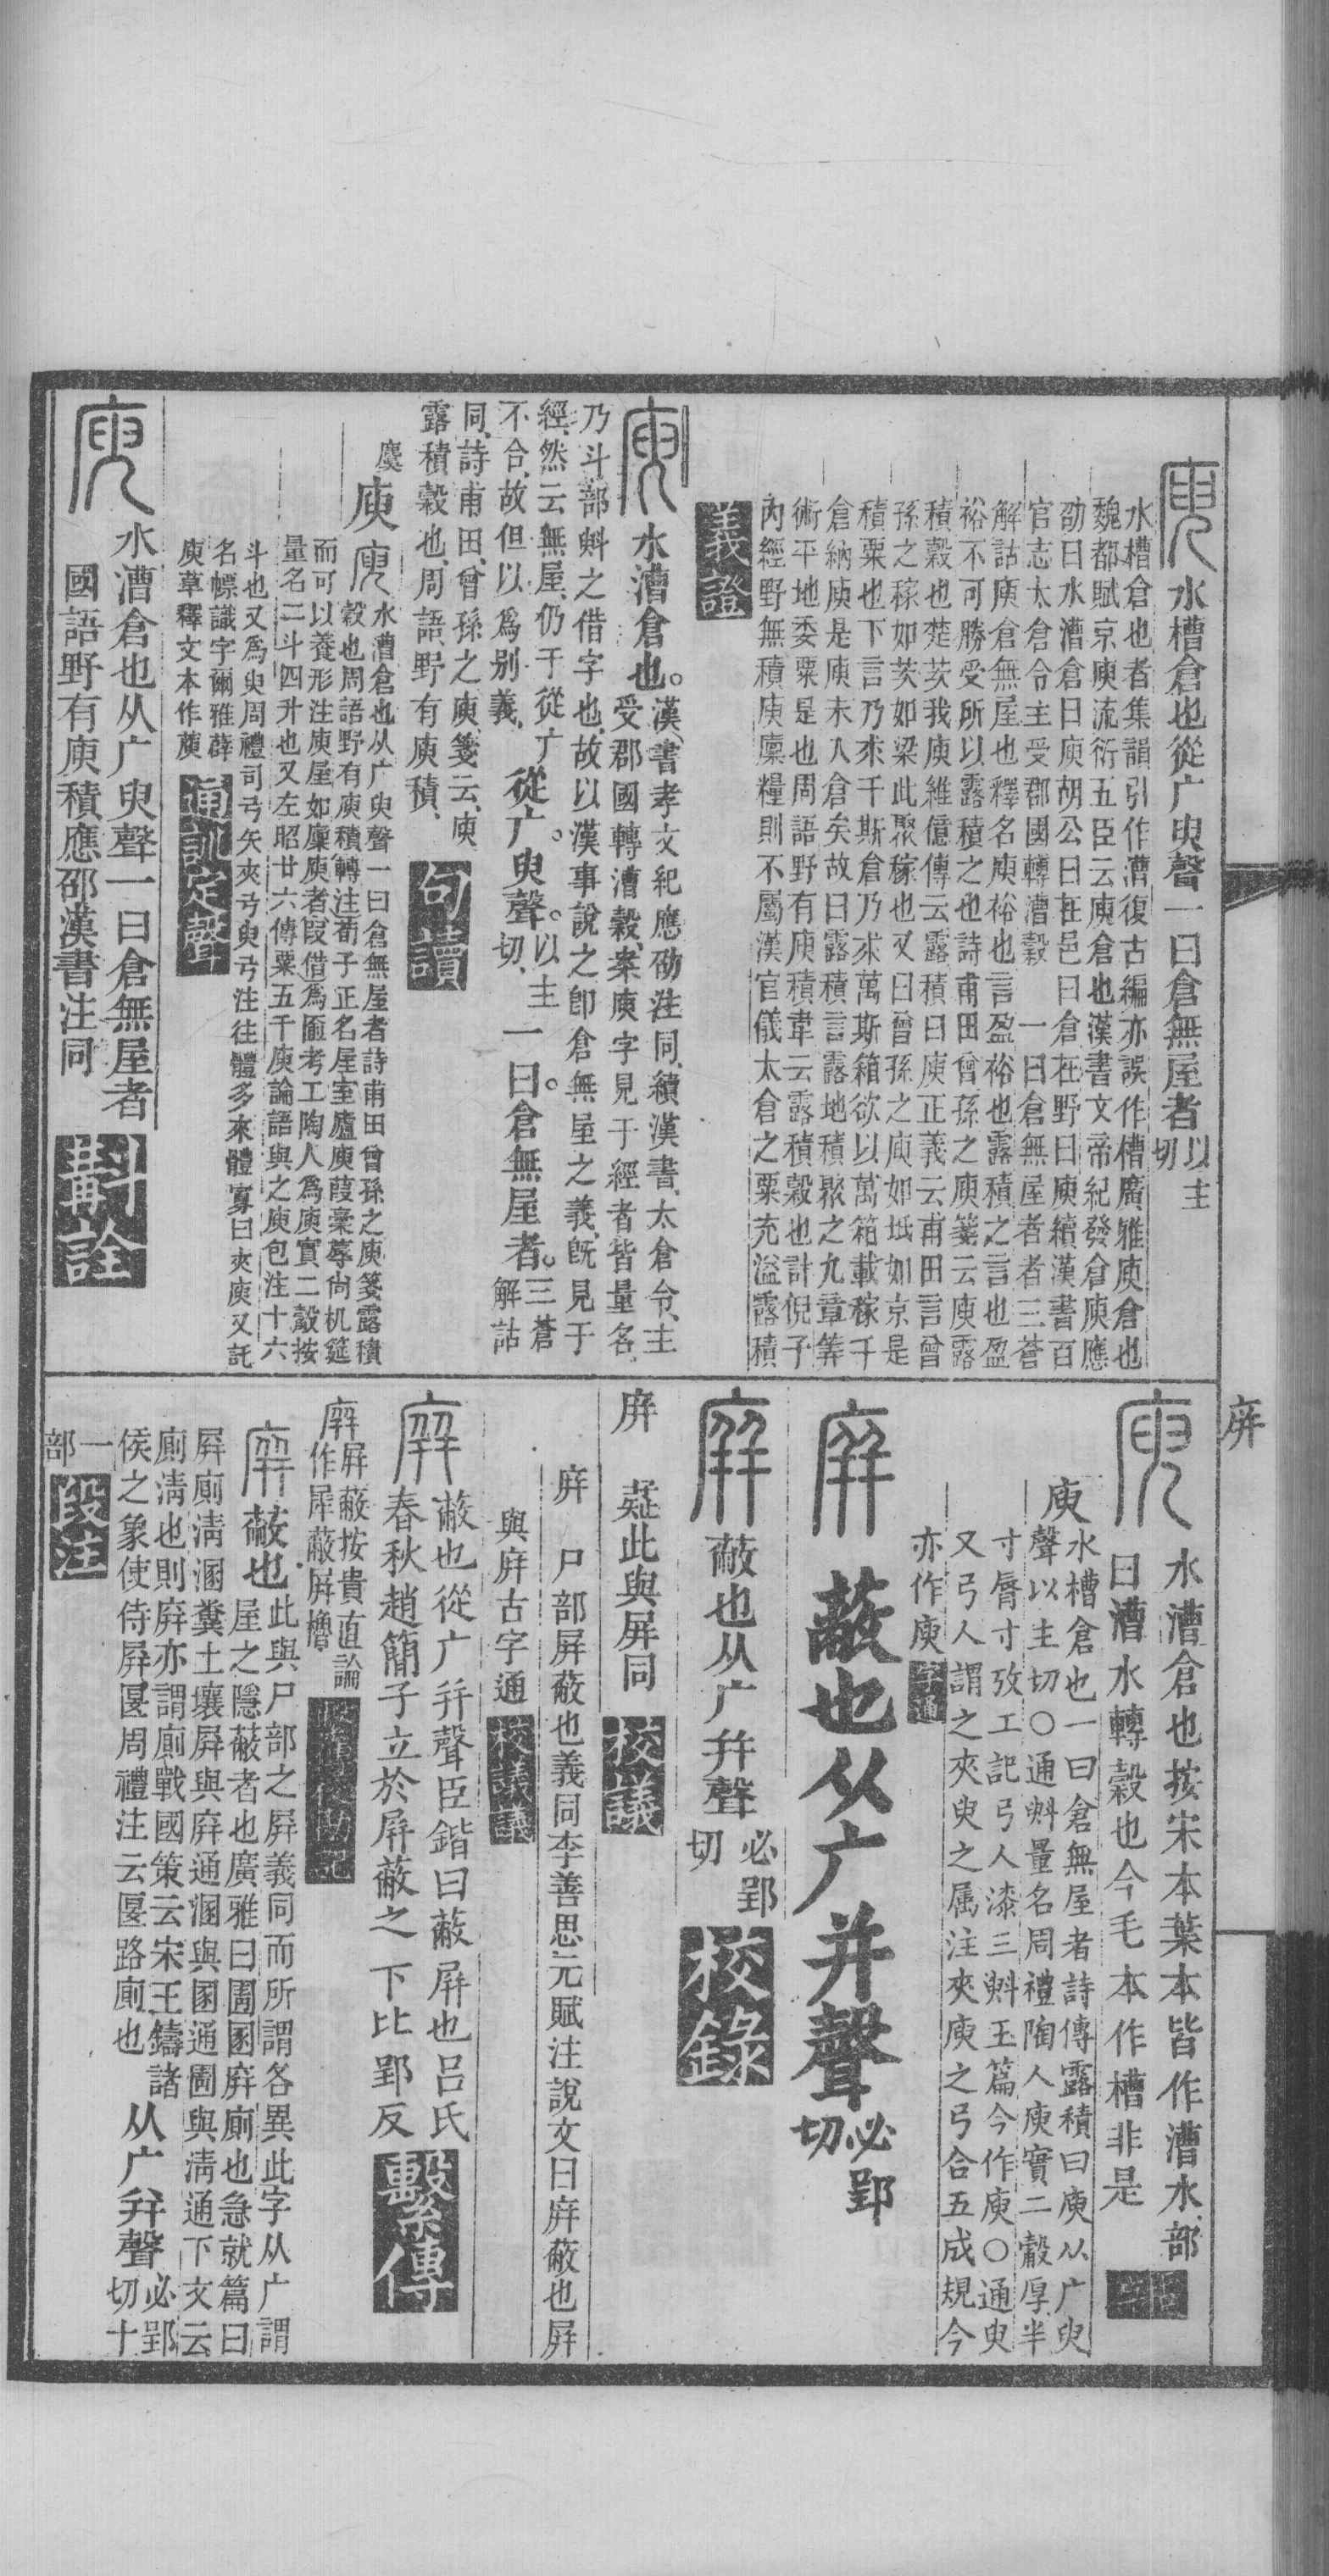 庾 水槽倉也從广臾聲一曰倉無屋者以主切
水槽倉也者集韻引作漕復古編亦誤作槽廣雅庾倉也
魏都賦京庾流衍五臣云庾倉也漢書文帝紀發倉庾應
劭曰水漕倉曰庾胡公曰在邑曰倉在野曰庾續漢書百
官志太倉令主受郡國轉漕穀 一曰倉無屋者者三蒼
解詁庾倉無屋也釋名庾裕也言盈裕也露積之言也盈
裕不可勝受所以露積之也詩甫田曾孫之庾箋云庾露
積穀也楚茨我庾維億傳云露積曰庾正義云甫田言曾
孫之稼如茨如梁此聚稼也又曰曾孫之庾如坻如京是
積粟也下言乃求千斯倉乃求萬斯箱欲以萬箱載稼千
倉納庾是庾未入倉矣故曰露積言露地積聚之九章筭
術平地委粟是也周語野有庾積韋云露積穀也計倪子
內經野無積庾廩糧則不屬漢官儀太倉之粟充溢露積
義證
庾 水漕倉也。漢書孝文紀應劭注同、續漢書、太倉令、主
受郡國轉漕穀、案庾字見于經者皆量名、
乃斗部㪺之借字也、故以漢事說之、卽倉無屋之義、旣見于
經、然云無屋、仍于從广
不合、故但以爲別義、
從广。臾聲。以主切、一曰。倉無屋者。三蒼解詁
同、詩甫田、曾孫之庾、箋云、庾
露積穀也、周語、野有庾積、
句讀
庾 庾 水漕倉也从广臾聲一曰倉無屋者詩甫田曾孫之庾箋露積
穀也周語野有庾積轉注荀子正名屋室廬庾葭稾蓐尙机筵
而可以養形注庾屋如廩庾者叚借爲匬考工陶人爲庾實二觳按
量名二斗四升也又左昭廿六傳粟五千庾論語與之庾包注十六
斗也又爲臾周禮司弓矢夾弓臾弓注往體多來體寡曰夾庾又託
名幖識字爾雅薜
庾草釋文本作蕧
通訓定聲
庾 水漕倉也从广臾聲一曰倉無屋者
國語野有庾積應邵漢書注同
斠詮
庾 水漕倉也按宋本葉本皆作漕水部
曰漕水轉穀也今毛本作槽非是
庾 水槽倉也一曰倉無屋者詩傳露積曰庾从广臾
聲以主切○通㪺量名周禮陶人庾實二觳厚半
寸脣寸攷工記弓人漆三㪺玉篇今作庾○通臾
又弓人謂之夾臾之属注夾庾之弓合五成規今
亦作庾
字通
庰
庰 蔽也从广并聲必郢切
庰 蔽也从广并聲必郢切
校錄
庰 疑此與屏同
校議
庰 尸部屏蔽也義同李善思元賦注說文曰庰蔽也屏
與庰古字通
校議議
庰 蔽也從广并聲臣鍇曰蔽屏也呂氏
春秋趙簡子立於屏蔽之下比郢反
繫傳
庰 屏蔽按貴直論
作犀蔽屏櫓
庰 蔽也。此與尸部之屏義同而所謂各異此字从广謂
屋之隱蔽者也廣雅曰圊圂庰廁也急就篇曰
屏廁淸溷糞土壤屏與庰通溷與圂通圊與淸通下文云
廁淸也則庰亦謂廁戰國策云宋王鑄諸
侯之象使侍屏匽周禮注云匽路廁也
从广幷聲必郢切十一部
段注